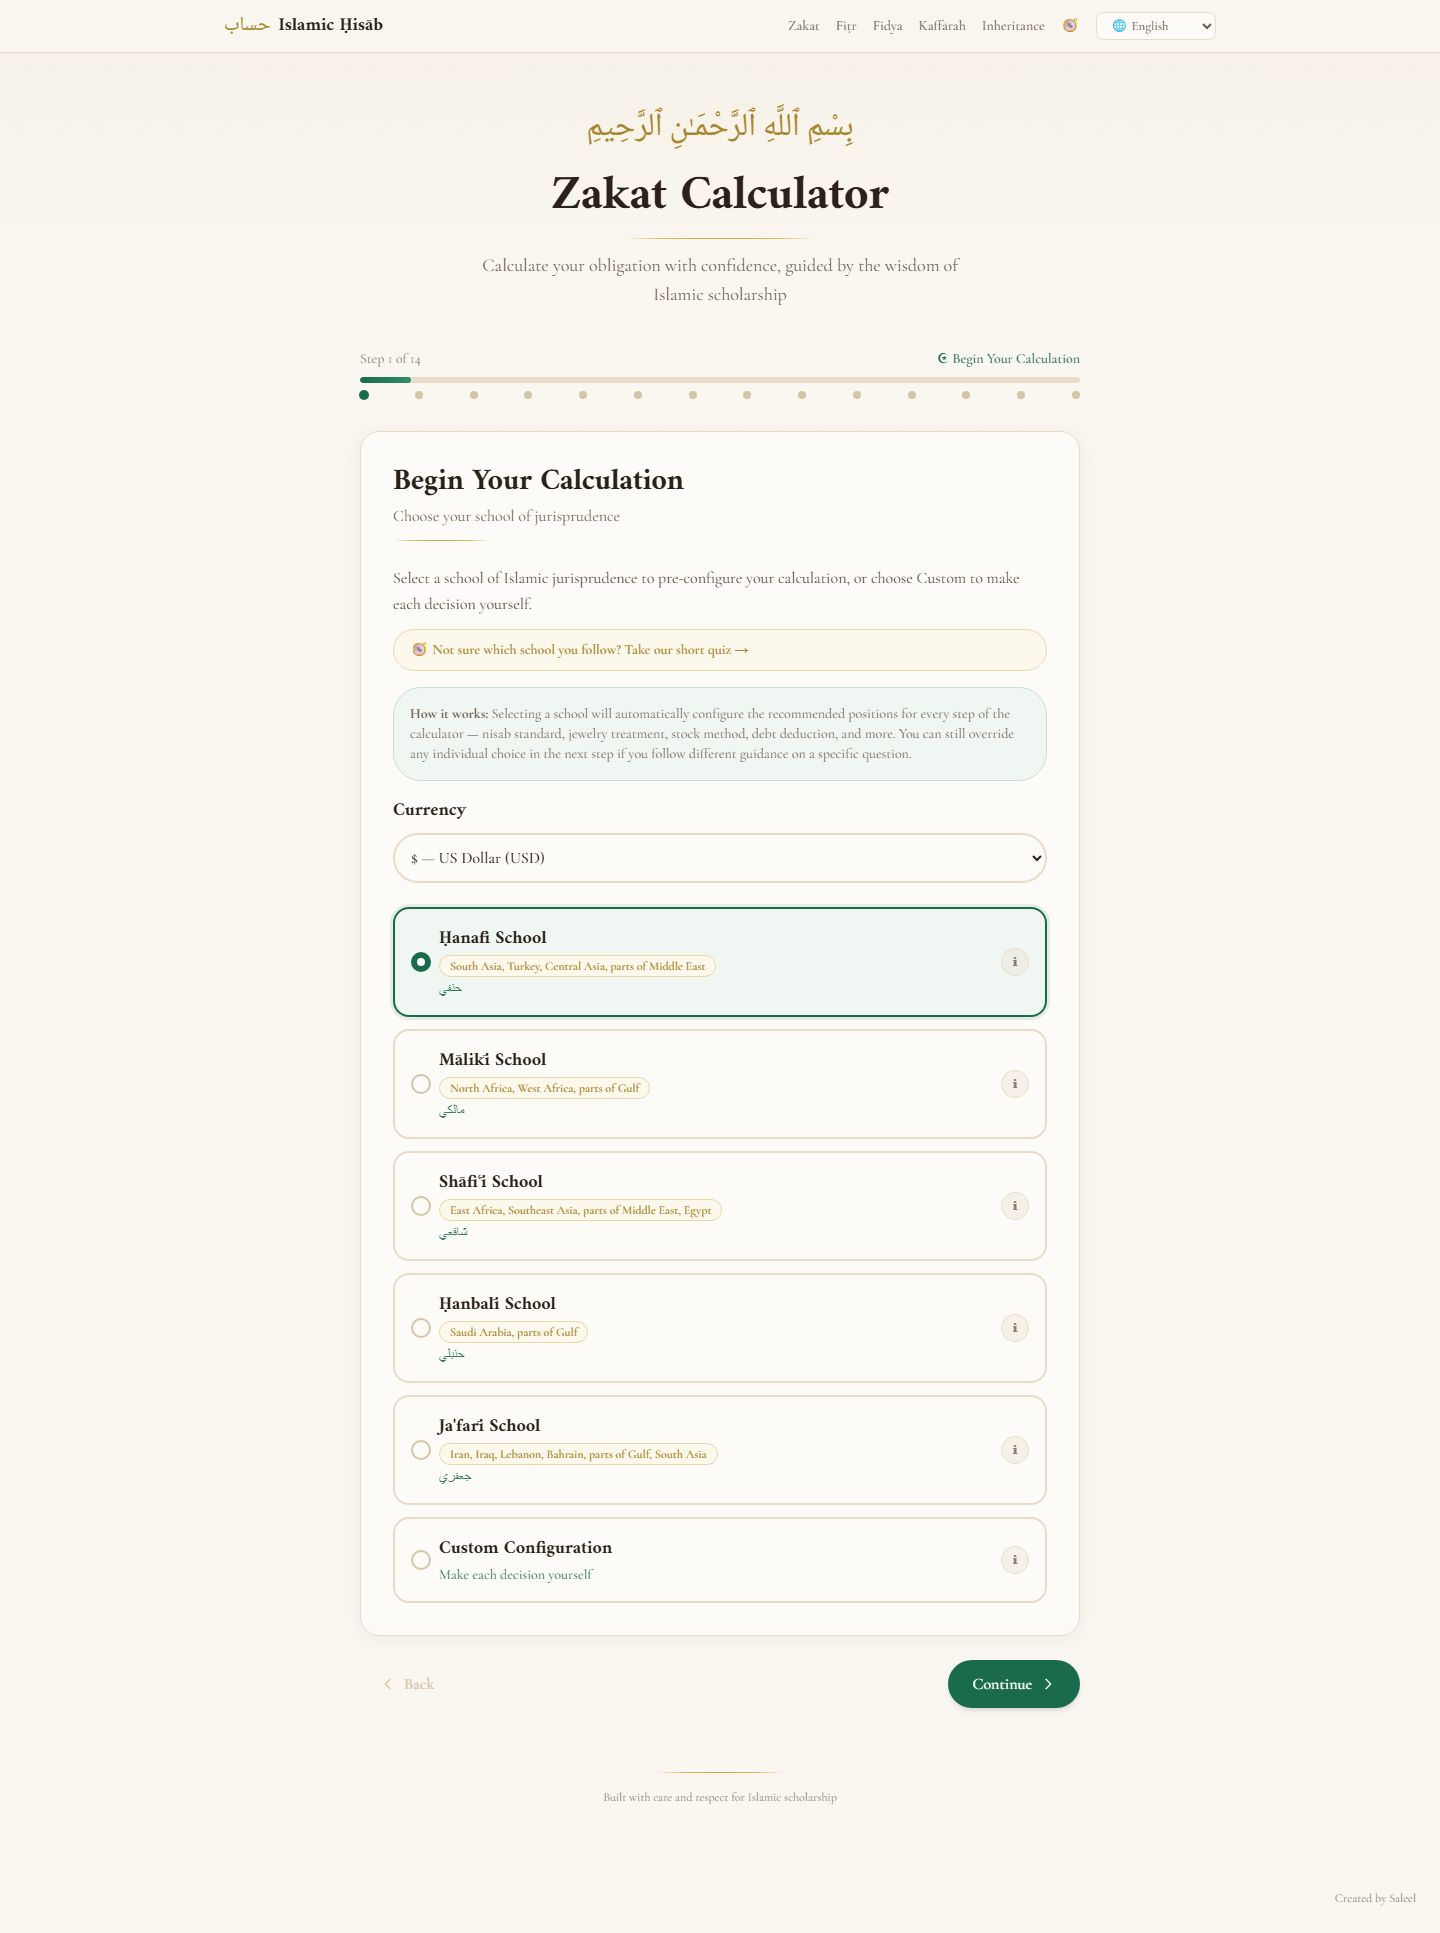 حساب Islamic Ḥisāb
Zakat Fiṭr Fidya Kaffārah Inheritance English
بِسْمِ ٱللَّهِ ٱلرَّحْمَـٰنِ ٱلرَّحِيمِ
Zakat Calculator
Calculate your obligation with confidence, guided by the wisdom of
Islamic scholarship
Step 1 of 14
☪ Begin Your Calculation
Begin Your Calculation
Choose your school of jurisprudence
Select a school of Islamic jurisprudence to pre-configure your calculation, or choose Custom to make
each decision yourself.
Not sure which school you follow? Take our short quiz →
How it works: Selecting a school will automatically configure the recommended positions for every step of the
calculator — nisab standard, jewelry treatment, stock method, debt deduction, and more. You can still override
any individual choice in the next step if you follow different guidance on a specific question.
Currency
$ — US Dollar (USD)
Ḥanafī School
South Asia, Turkey, Central Asia, parts of Middle East
حنفي
ℹ
Mālikī School
North Africa, West Africa, parts of Gulf
مالكي
ℹ
Shāfiʿī School
East Africa, Southeast Asia, parts of Middle East, Egypt
شافعي
ℹ
Ḥanbalī School
Saudi Arabia, parts of Gulf
حنبلي
ℹ
Ja'farī School
Iran, Iraq, Lebanon, Bahrain, parts of Gulf, South Asia
جعفري
ℹ
Custom Configuration
Make each decision yourself
ℹ
Back
Continue
Built with care and respect for Islamic scholarship
Created by Saleel